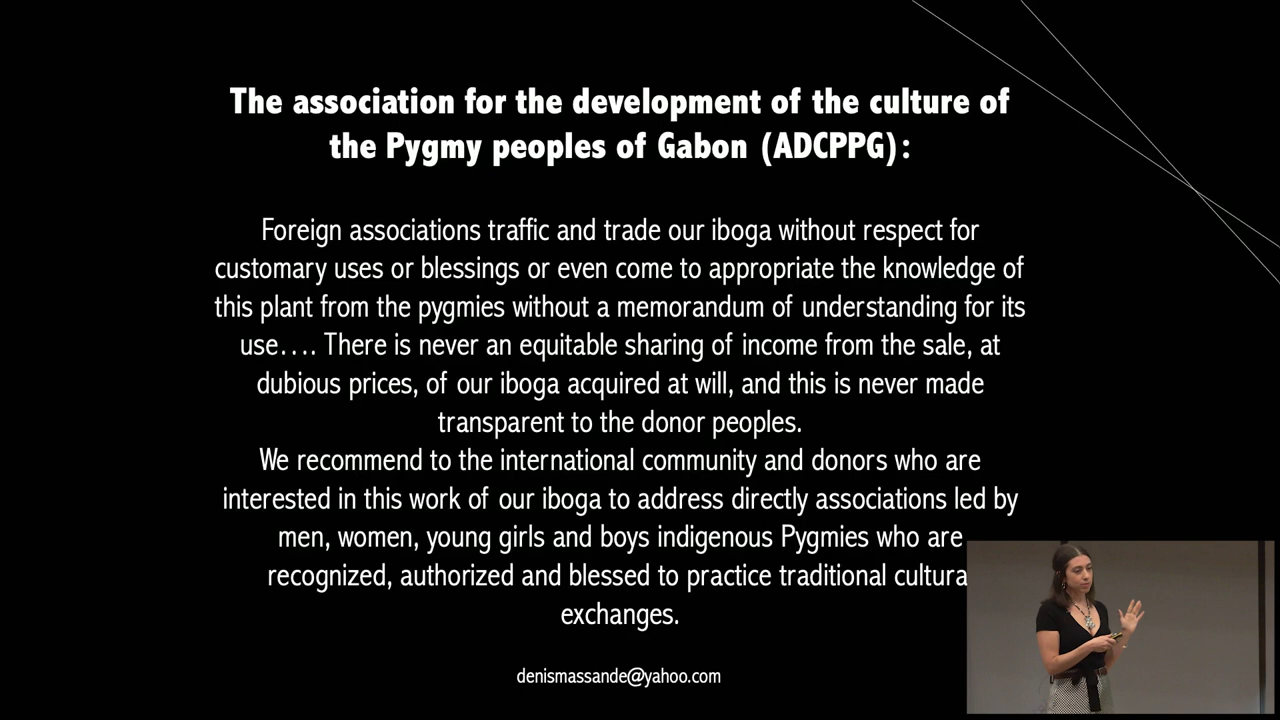 The association for the development of the culture of
the Pygmy peoples of Gabon (ADCPPG):
Foreign associations traffic and trade our iboga without respect for
customary uses or blessings or even come to appropriate the knowledge of
this plant from the pygmies without a memorandum of understanding for its
use.... There is never an equitable sharing of income from the sale, at
dubious prices, of our iboga acquired at will, and this is never made
transparent to the donor peoples.
We recommend to the international community and donors who are
interested in this work of our iboga to address directly associations led by
men, women, young girls and boys indigenous Pygmies who are
recognized, authorized and blessed to practice traditional cultura
exchanges.
denismassande@yahoo.com